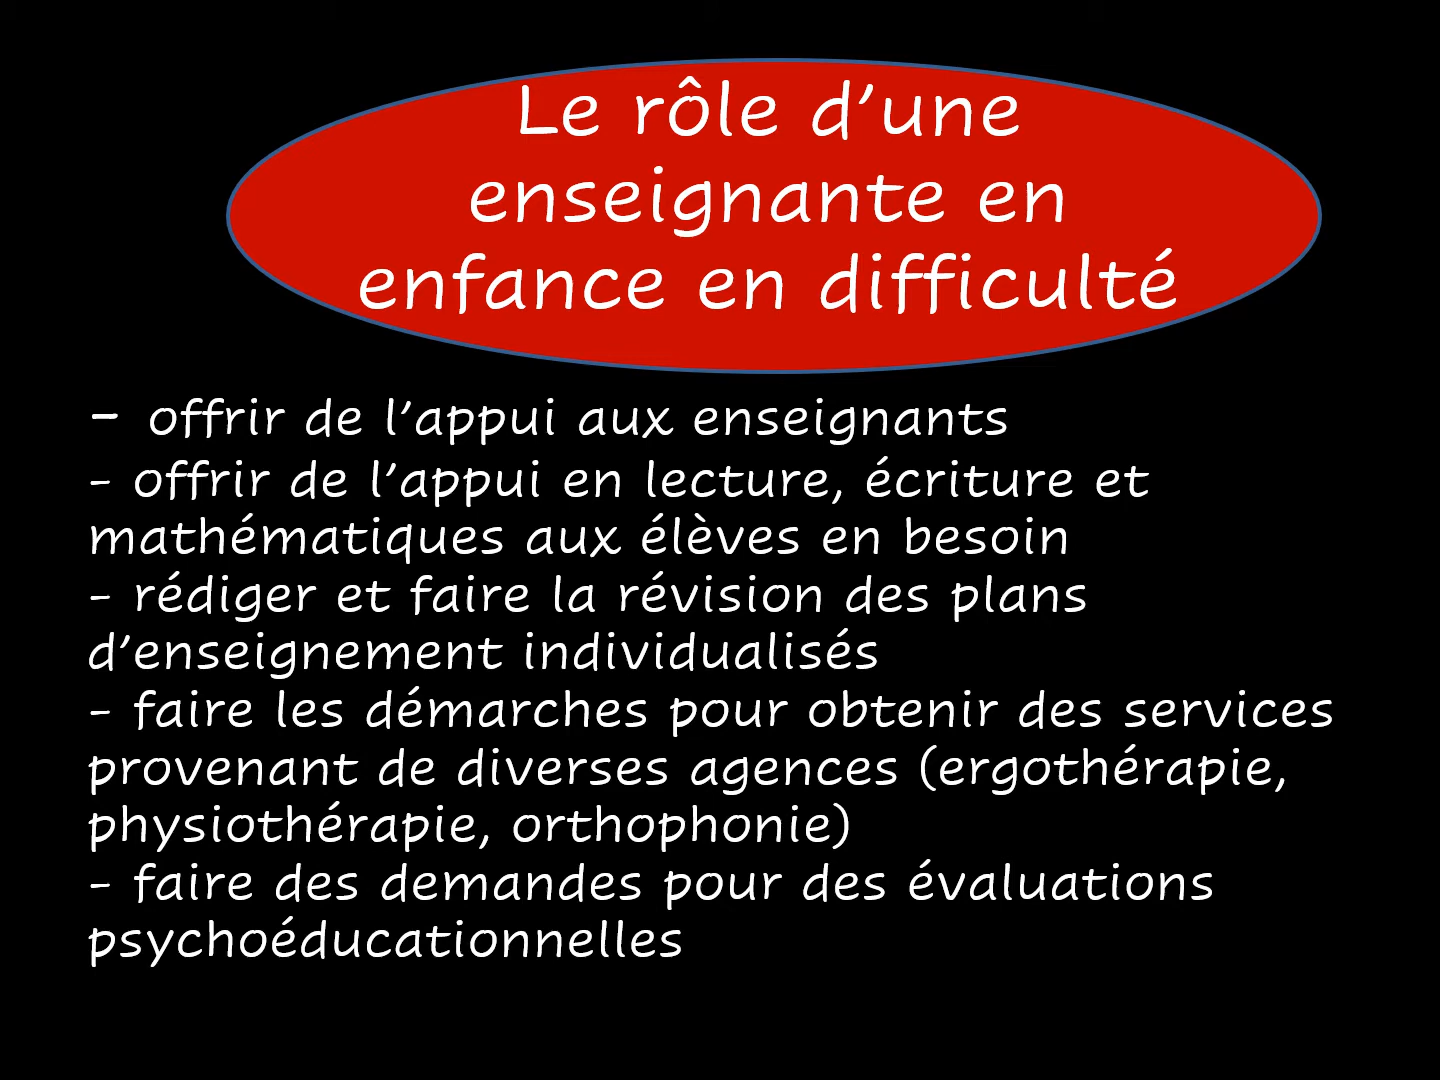 Le rôle d’une
enseignante en
enfance en difficulté
- offrir de l’appui aux enseignants
- offrir de l’appui en lecture, écriture et
mathématiques aux élèves en besoin
- rédiger et faire la révision des plans
d’enseignement individualisés
- faire les démarches pour obtenir des services
provenant de diverses agences (ergothérapie,
physiothérapie, orthophonie)
- faire des demandes pour des évaluations
psychoéducationnelles